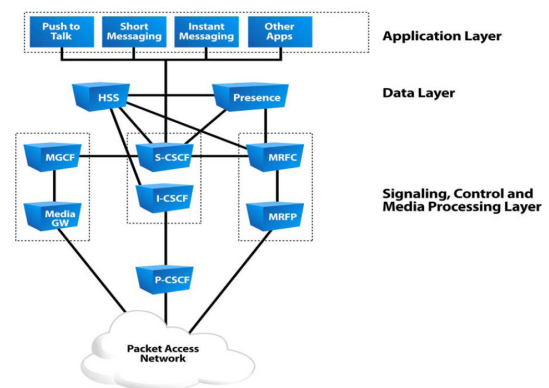 Push to
Talk
Short
Messaging
Instant
Messaging
Other
Apps
Application Layer
HSS
Presence
Data Layer
MGCF
S-CSCF
MRFC
I-CSCF
Signaling, Control and
Media Processing Layer
Media
GW
MRFP
P-CSCF
Packet Access
Network